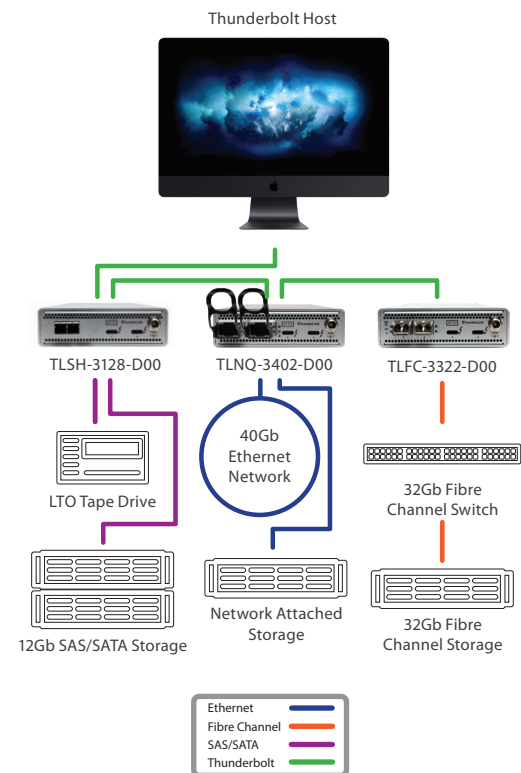 Thunderbolt Host
TLSH-3128-D00
TLNQ-3402-D00
TLFC-3322-D00
LTO Tape Drive
40Gb
Ethernet
Network
32Gb Fibre
Channel Switch
12Gb SAS/SATA Storage
Network Attached
Storage
32Gb Fibre
Channel Storage
Ethernet
Fibre Channel
SAS/SATA
Thunderbolt